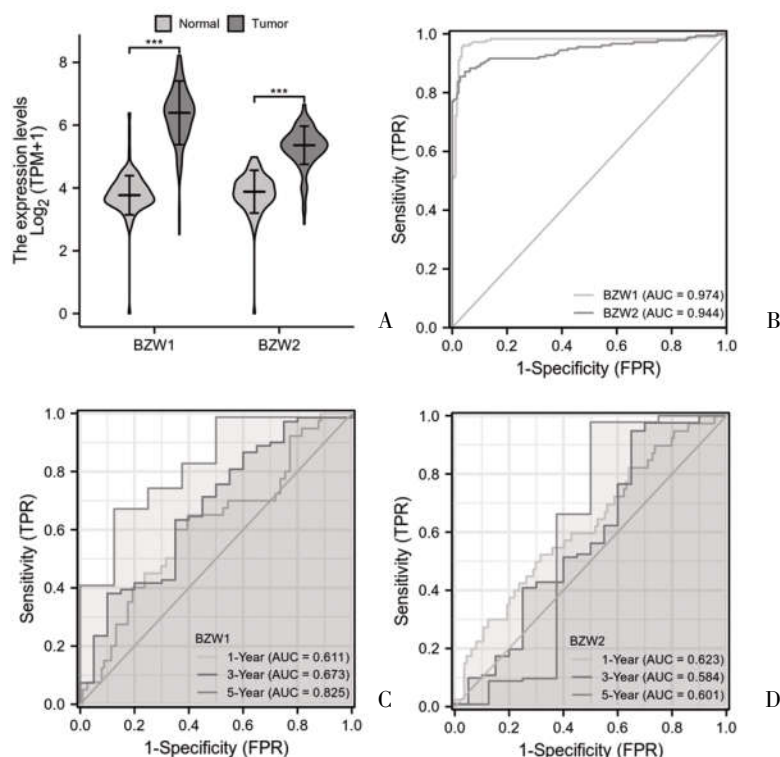 Normal Tumor
The expression levels
Log2 (TPM+1)
8
6
4
2
0
***
***
BZW1 BZW2
A
Sensitivity (TPR)
1.0
0.8
0.6
0.4
0.2
0.0
BZW1 (AUC = 0.974)
BZW2 (AUC = 0.944)
0.0 0.2 0.4 0.6 0.8 1.0
1-Specificity (FPR)
B
Sensitivity (TPR)
1.0
0.8
0.6
0.4
0.2
0.0
BZW1
1-Year (AUC = 0.611)
3-Year (AUC = 0.673)
5-Year (AUC = 0.825)
0.0 0.2 0.4 0.6 0.8 1.0
1-Specificity (FPR)
C
Sensitivity (TPR)
1.0
0.8
0.6
0.4
0.2
0.0
BZW2
1-Year (AUC = 0.623)
3-Year (AUC = 0.584)
5-Year (AUC = 0.601)
0.0 0.2 0.4 0.6 0.8 1.0
1-Specificity (FPR)
D